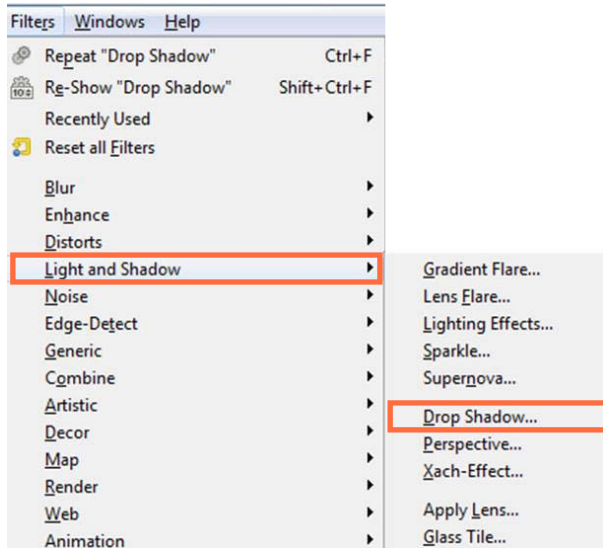 Filters Windows Help
Repeat "Drop Shadow" Ctrl+F
Re-Show "Drop Shadow" Shift+Ctrl+F
Recently Used
Reset all Filters
Blur
Enhance
Distorts
Light and Shadow
Noise
Edge-Detect
Generic
Combine
Artistic
Decor
Map
Render
Web
Animation
Gradient Flare...
Lens Flare...
Lighting Effects...
Sparkle...
Supernova...
Drop Shadow...
Perspective...
Xach-Effect...
Apply Lens...
Glass Tile...